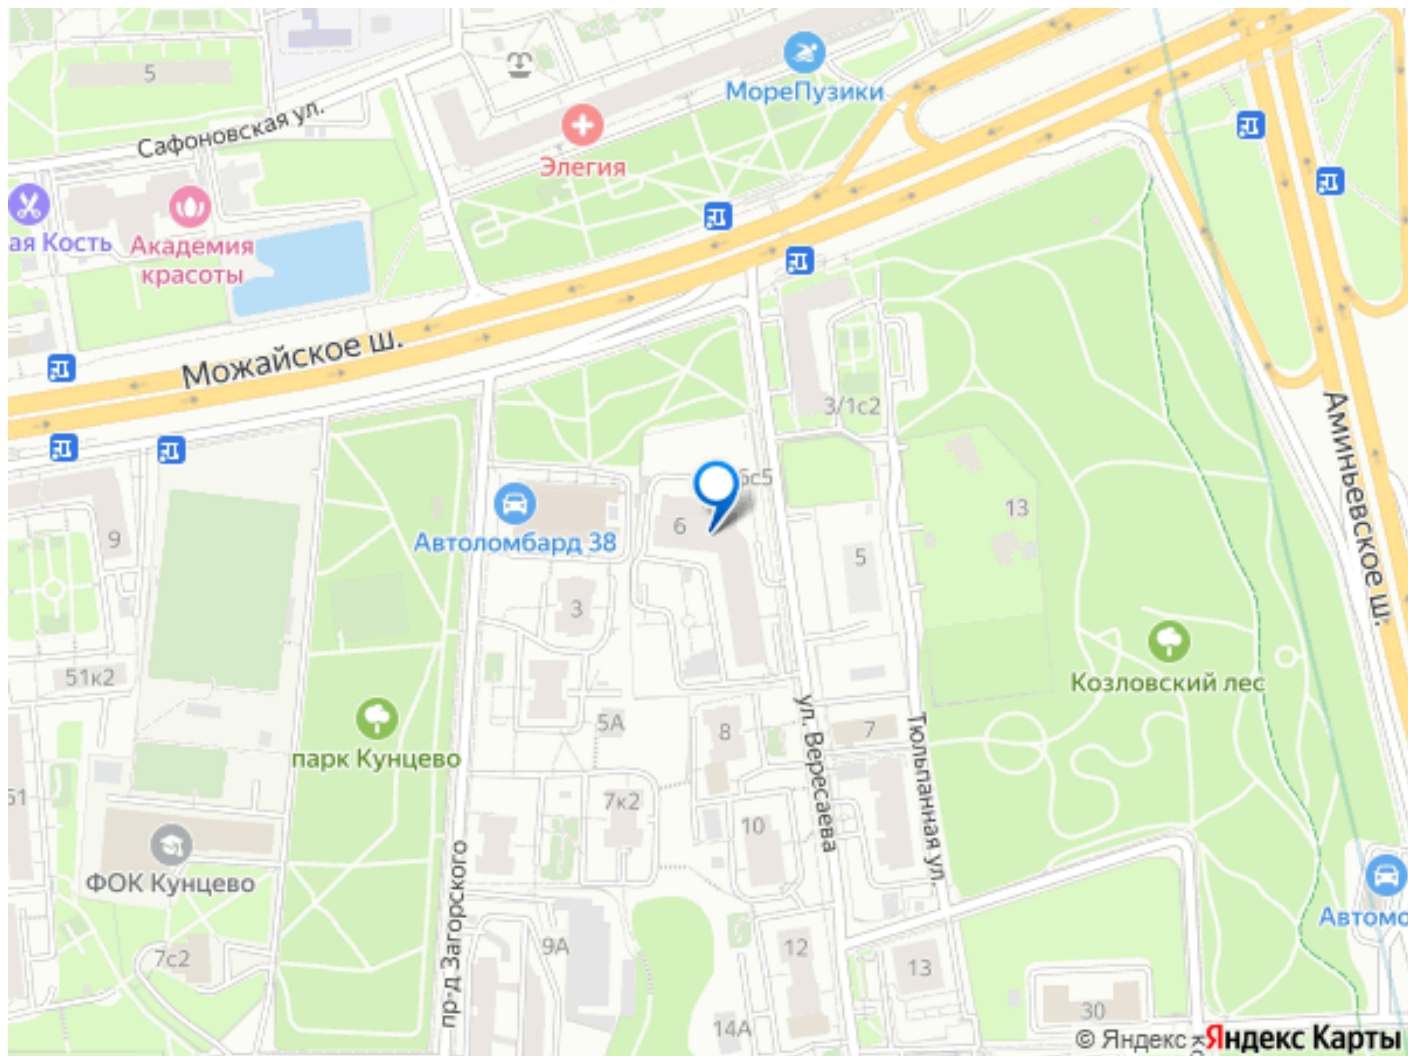 5
МореПузики
Сафоновская ул.
Элегия
ая Кость
Академия
красоты
Можайское ш.
3/1с2
Аминьевское ш.
6с5
13
6
Автоломбард 38
9
5
3
51к2
Козловский лес
5А
ул. Вересаева
8
7
Тюльпанная ул.
парк Кунцево
51
7к2
10
ФОК Кунцево
пр-д Загорского
Автомо
9А
12
7с2
13
30
14А
© Яндекс
Яндекс Карты